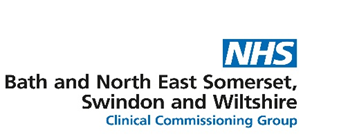 NHS
Bath and North East Somerset,
Swindon and Wiltshire
Clinical Commissioning Group